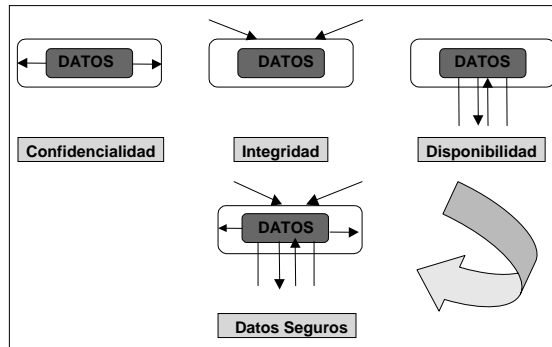 DATOS
DATOS
DATOS
Confidencialidad
Integridad
Disponibilidad
DATOS
Datos Seguros